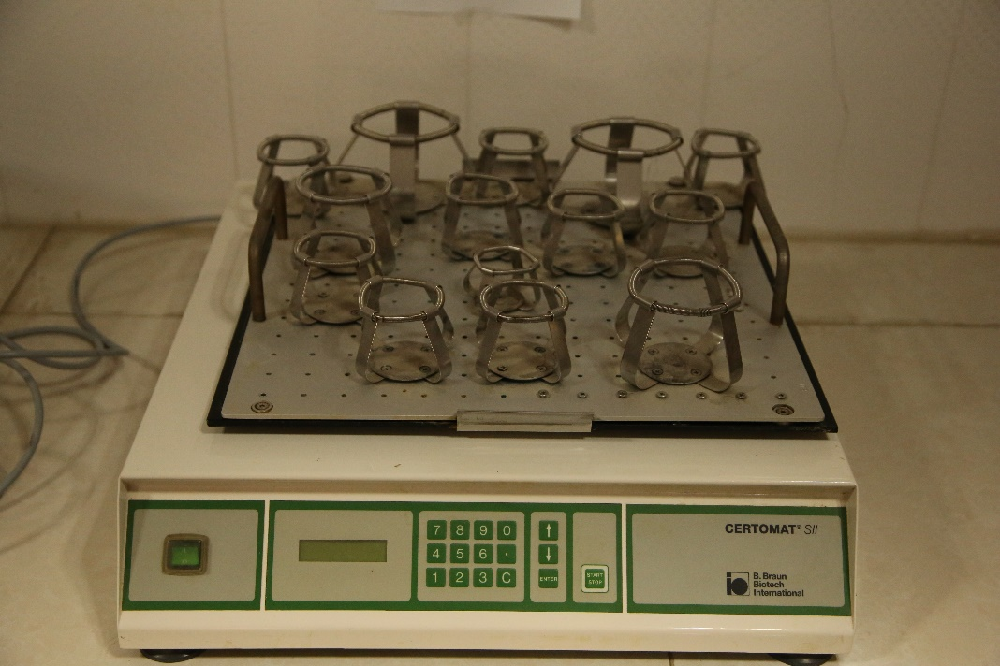 7 8 9 0
4 5 6 ·
1 2 3 C
↑
↓
ENTER
START
STOP
CERTOMAT® SII
B. Braun
Biotech
International